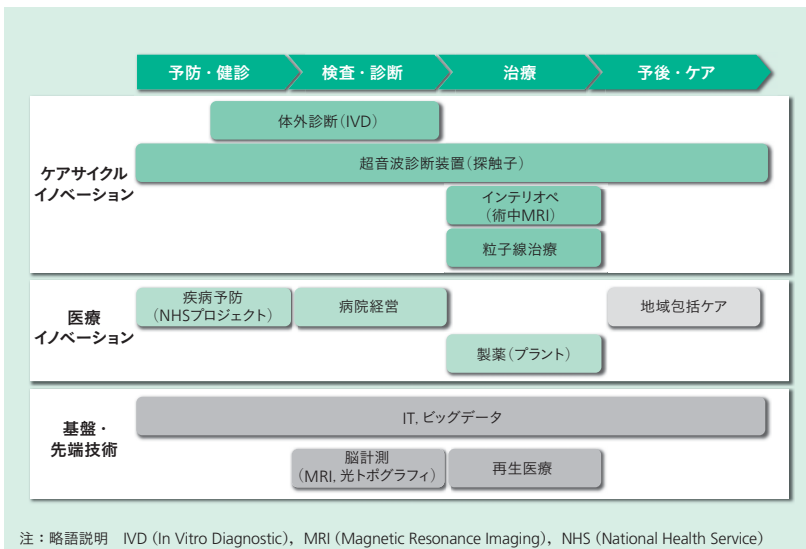 予防・健診
検査・診断
治療
予後・ケア
ケアサイクル
イノベーション
体外診断(IVD)
超音波診断装置(探触子)
インテリオペ
(術中MRI)
粒子線治療
医療
イノベーション
疾病予防
(NHSプロジェクト)
病院経営
地域包括ケア
製薬(プラント)
基盤・
先端技術
IT, ビッグデータ
脳計測
(MRI, 光トポグラフィ)
再生医療
注：略語説明 IVD (In Vitro Diagnostic), MRI (Magnetic Resonance Imaging), NHS (National Health Service)